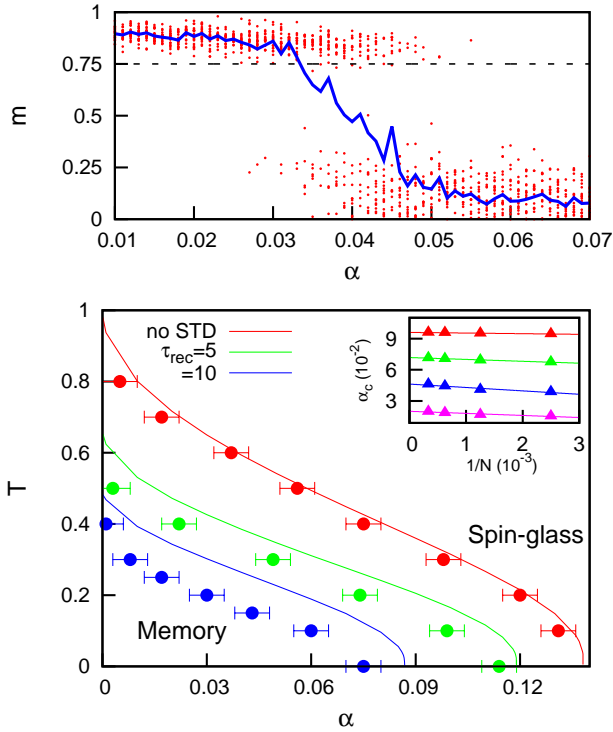 1
0.75
0.5
0.25
0
m
0.01 0.02 0.03 0.04 0.05 0.06 0.07
α
1
0.8
0.6
0.4
0.2
0
T
no STD
τrec=5
=10
9
6
3
αc (10-2)
0 1 2 3
1/N (10-3)
Spin-glass
Memory
0 0.03 0.06 0.09 0.12
α